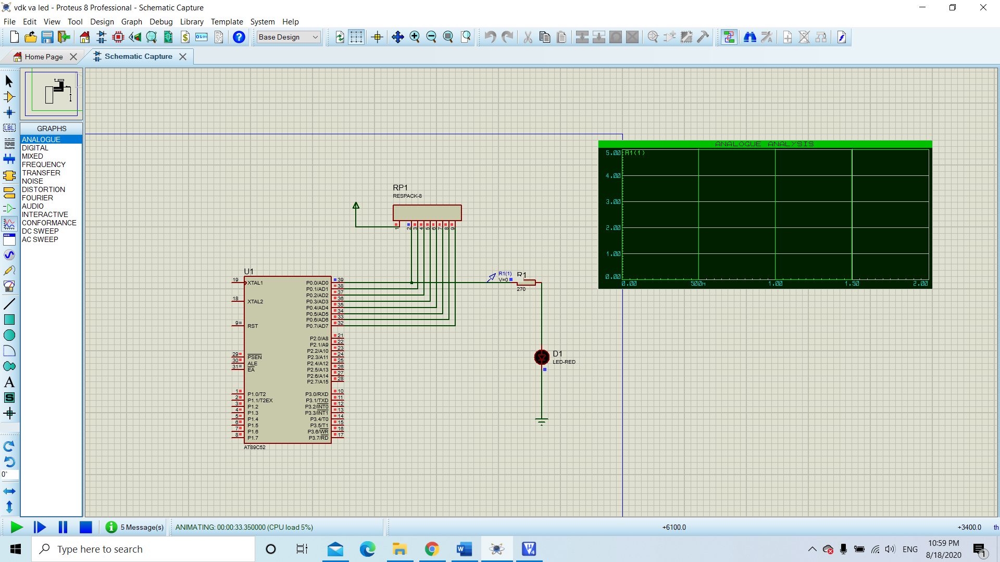 vdk va led - Proteus 8 Professional - Schematic Capture
File Edit View Tool Design Graph Debug Library Template System Help
Base Design
Home Page
Schematic Capture
GRAPHS
ANALOGUE
DIGITAL
MIXED
FREQUENCY
TRANSFER
NOISE
DISTORTION
FOURIER
AUDIO
INTERACTIVE
CONFORMANCE
DC SWEEP
AC SWEEP
LBL
A
S
0°
ANALOGUE ANALYSIS
R1(1)
5.00
4.00
3.00
2.00
1.00
0.00
0.00 500m 1.00 1.50 2.00
RP1
RESPACK-8
1 2 3 4 5 6 7 8 9
R1(1)
V=0
R1
270
D1
LED-RED
U1
19 XTAL1 P0.0/AD0 39
P0.1/AD1 38
P0.2/AD2 37
18 XTAL2 P0.3/AD3 36
P0.4/AD4 35
P0.5/AD5 34
P0.6/AD6 33
9 RST P0.7/AD7 32
P2.0/A8 21
P2.1/A9 22
P2.2/A10 23
29 PSEN P2.3/A11 24
30 ALE P2.4/A12 25
31 EA P2.5/A13 26
P2.6/A14 27
P2.7/A15 28
1 P1.0/T2 P3.0/RXD 10
2 P1.1/T2EX P3.1/TXD 11
3 P1.2 P3.2/INT0 12
4 P1.3 P3.3/INT1 13
5 P1.4 P3.4/T0 14
6 P1.5 P3.5/T1 15
7 P1.6 P3.6/WR 16
8 P1.7 P3.7/RD 17
AT89C52
5 Message(s)
ANIMATING: 00:00:33.350000 (CPU load 5%)
+6100.0
+3400.0
th
Type here to search
ENG
10:59 PM
8/18/2020
1